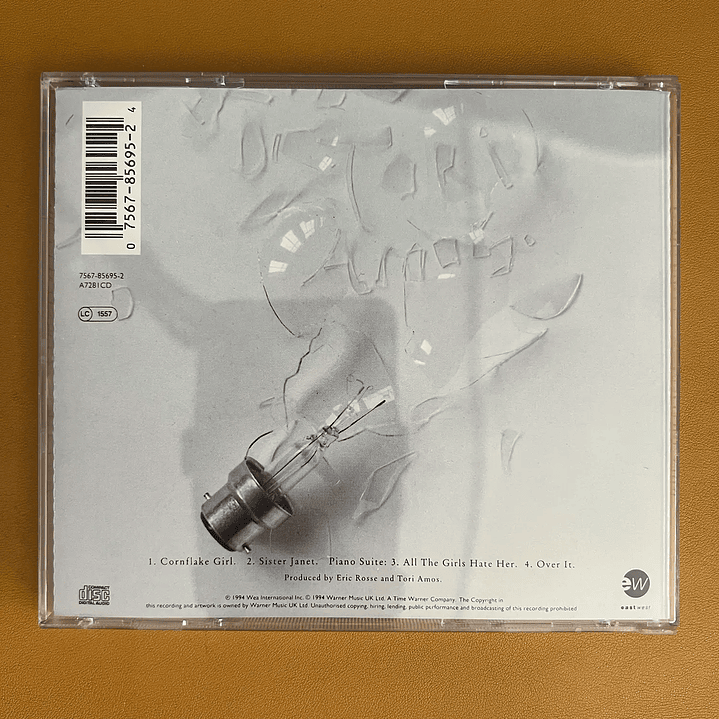 0 7567-85695-2 4
7567-85695-2
A7281CD
LC 1557
Tori
Amos.
1. Cornflake Girl. 2. Sister Janet. Piano Suite: 3. All The Girls Hate Her. 4. Over It.
Produced by Eric Rosse and Tori Amos.
COMPACT
disc
DIGITAL AUDIO
℗ 1994 Wea International Inc. © 1994 Warner Music UK Ltd. A Time Warner Company. The Copyright in
this recording and artwork is owned by Warner Music UK Ltd. Unauthorised copying, hiring, lending, public performance and broadcasting of this recording prohibited
ew
eastwest